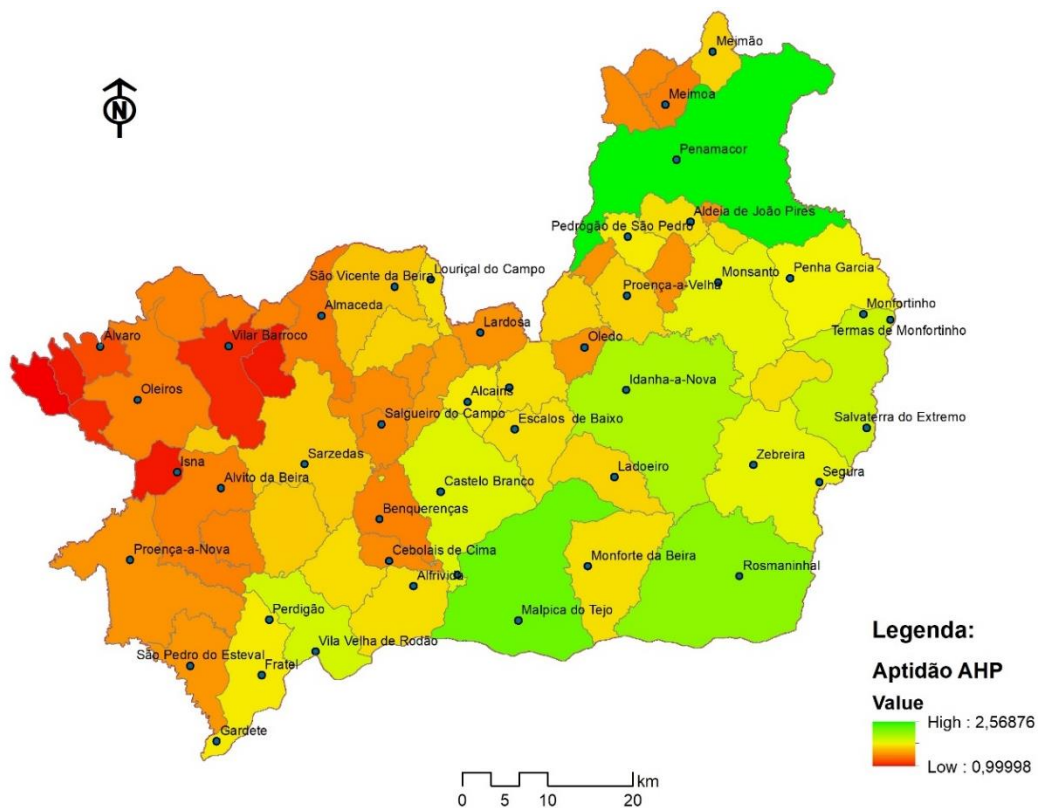 Meimão
N
Meimoa
Penamacor
Aldeia de João Pires
Pedrógão de São Pedro
São Vicente da Beira
Louriçal do Campo
Monsanto
Penha Garcia
Proença-a-Velha
Almaceda
Monfortinho
Termas de Monfortinho
Lardosa
Álvaro
Vilar Barroco
Oledo
Oleiros
Idanha-a-Nova
Alcains
Salgueiro do Campo
Escalos de Baixo
Salvaterra do Extremo
Sarzedas
Isna
Ladoeiro
Zebreira
Segura
Alvito da Beira
Castelo Branco
Benquerenças
Proença-a-Nova
Cebolais de Cima
Monforte da Beira
Rosmaninhal
Alfrívida
Perdigão
Malpica do Tejo
Vila Velha de Rodão
São Pedro do Esteval
Fratel
Gardete
Legenda:
Aptidão AHP
Value
High : 2,56876
Low : 0,99998
km
0 5 10 20